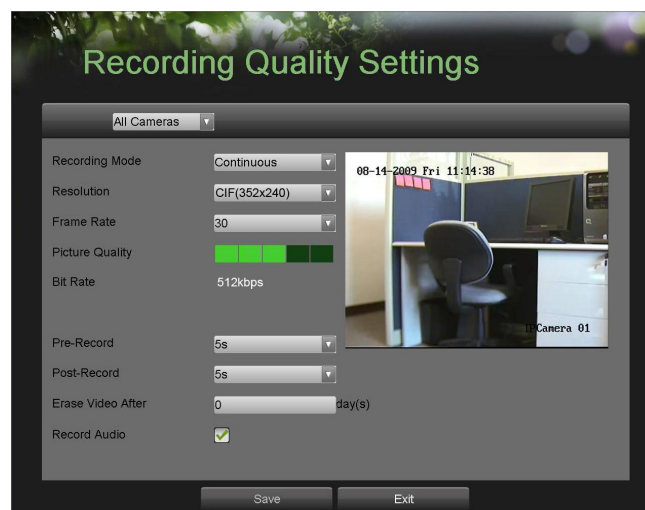 Recording Quality Settings
All Cameras
Recording Mode Continuous
Resolution CIF(352x240)
Frame Rate 30
Picture Quality
Bit Rate 512kbps
Pre-Record 5s
Post-Record 5s
Erase Video After 0 day(s)
Record Audio
08-14-2009 Fri 11:14:38
Camera 01
Save Exit